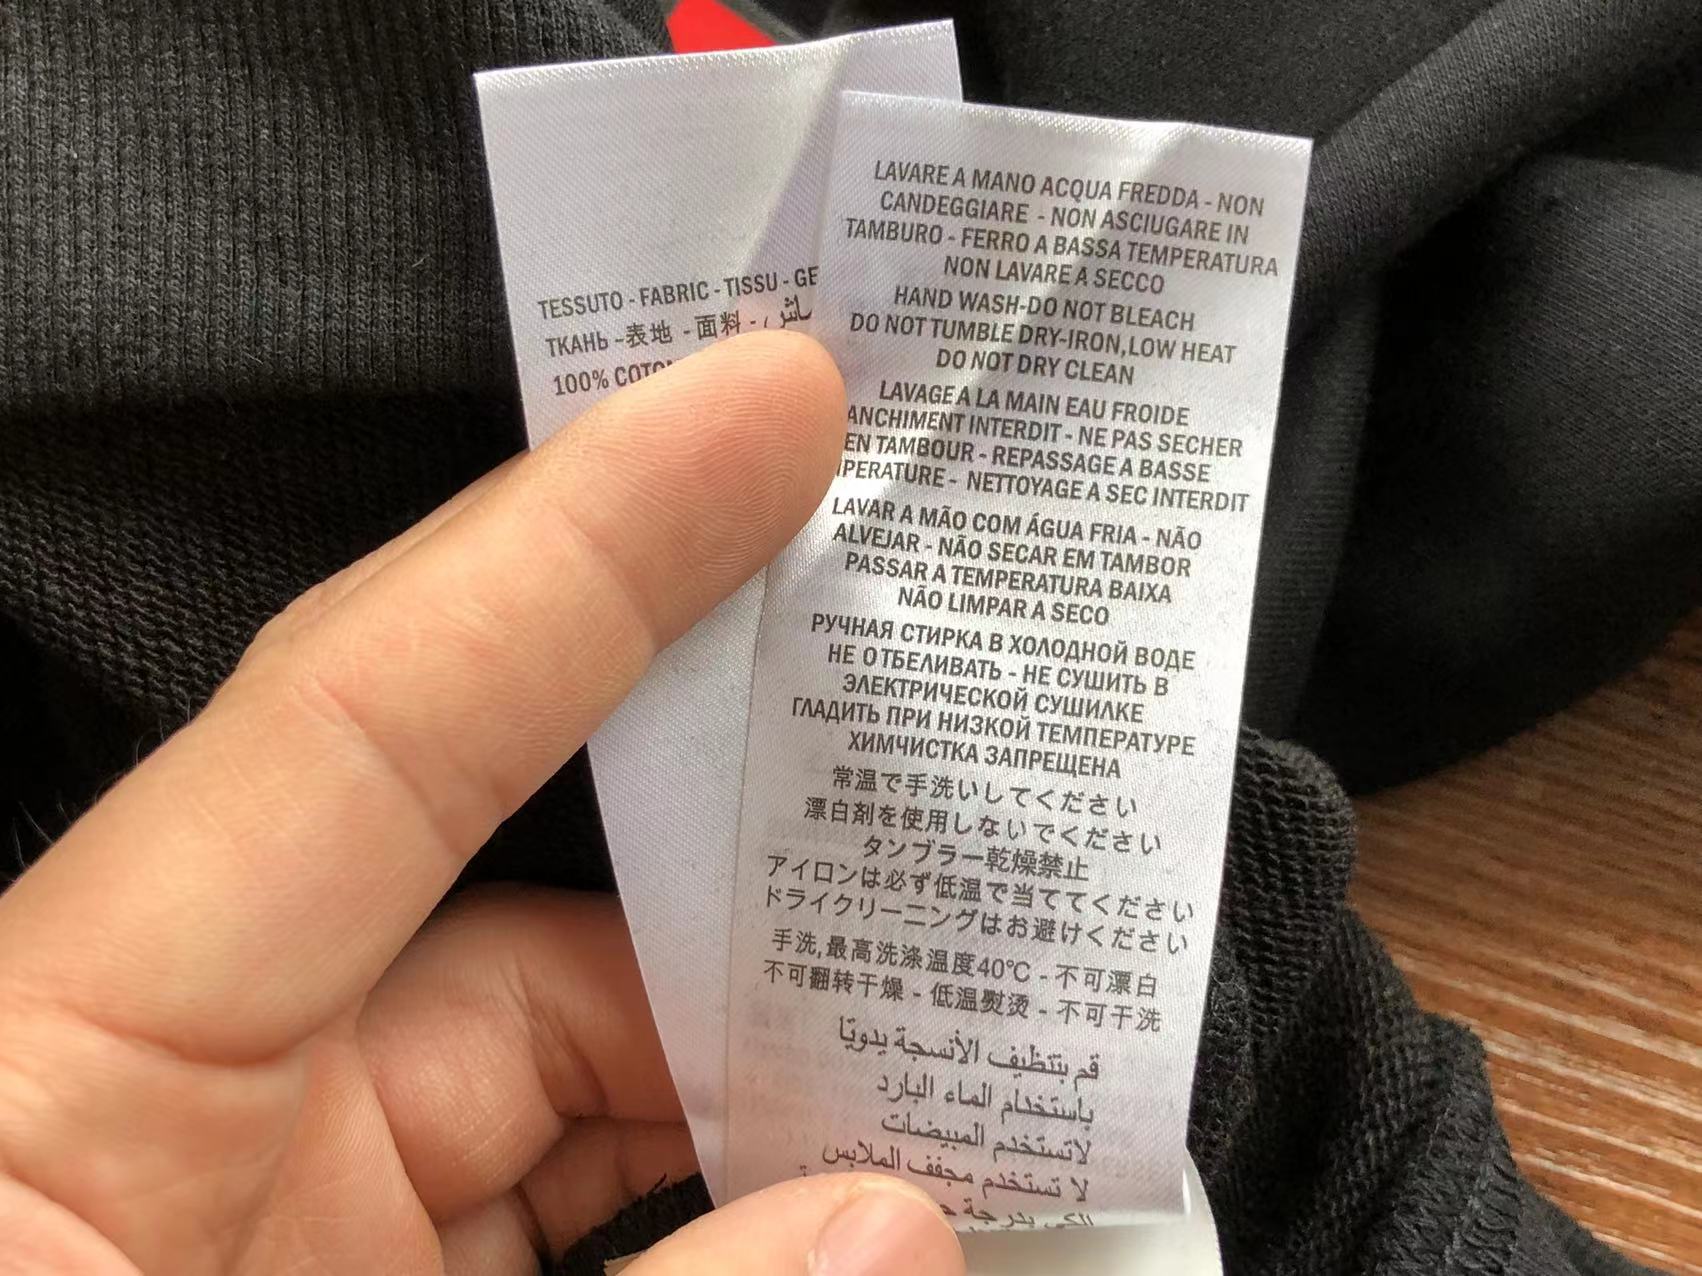 TESSUTO - FABRIC - TISSU - GE
ТКАНЬ -表地 -面料 -
100%
LAVARE A MANO ACQUA FREDDA - NON
CANDEGGIARE - NON ASCIUGARE IN
TAMBURO - FERRO A BASSA TEMPERATURA
NON LAVARE A SECCO
HAND WASH-DO NOT BLEACH
DO NOT TUMBLE DRY-IRON,LOW HEAT
DO NOT DRY CLEAN
LAVAGE A LA MAIN EAU FROIDE
ANCHIMENT INTERDIT - NE PAS SECHER
EN TAMBOUR - REPASSAGE A BASSE
PERATURE - NETTOYAGE A SEC INTERDIT
LAVAR A MÃO COM ÁGUA FRIA - NÃO
ALVEJAR - NÃO SECAR EM TAMBOR
PASSAR A TEMPERATURA BAIXA
NÃO LIMPAR A SECO
РУЧНАЯ СТИРКА В ХОЛОДНОЙ ВОДЕ
НЕ ОТБЕЛИВАТЬ - НЕ СУШИТЬ В
ЭЛЕКТРИЧЕСКОЙ СУШИЛКЕ
ГЛАДИТЬ ПРИ НИЗКОЙ ТЕМПЕРАТУРЕ
ХИМЧИСТКА ЗАПРЕЩЕНА
常温で手洗いしてください
漂白剤を使用しないでください
タンブラー乾燥禁止
アイロンは必ず低温で当ててください
ドライクリーニングはお避けください
手洗,最高洗涤温度40℃ - 不可漂白
不可翻转干燥 - 低温熨烫 - 不可干洗
قم بتنظيف الأنسجة يدويًا
باستخدام الماء البارد
لاتستخدم المبيضات
لا تستخدم مجفف الملابس
الكي بدرجة